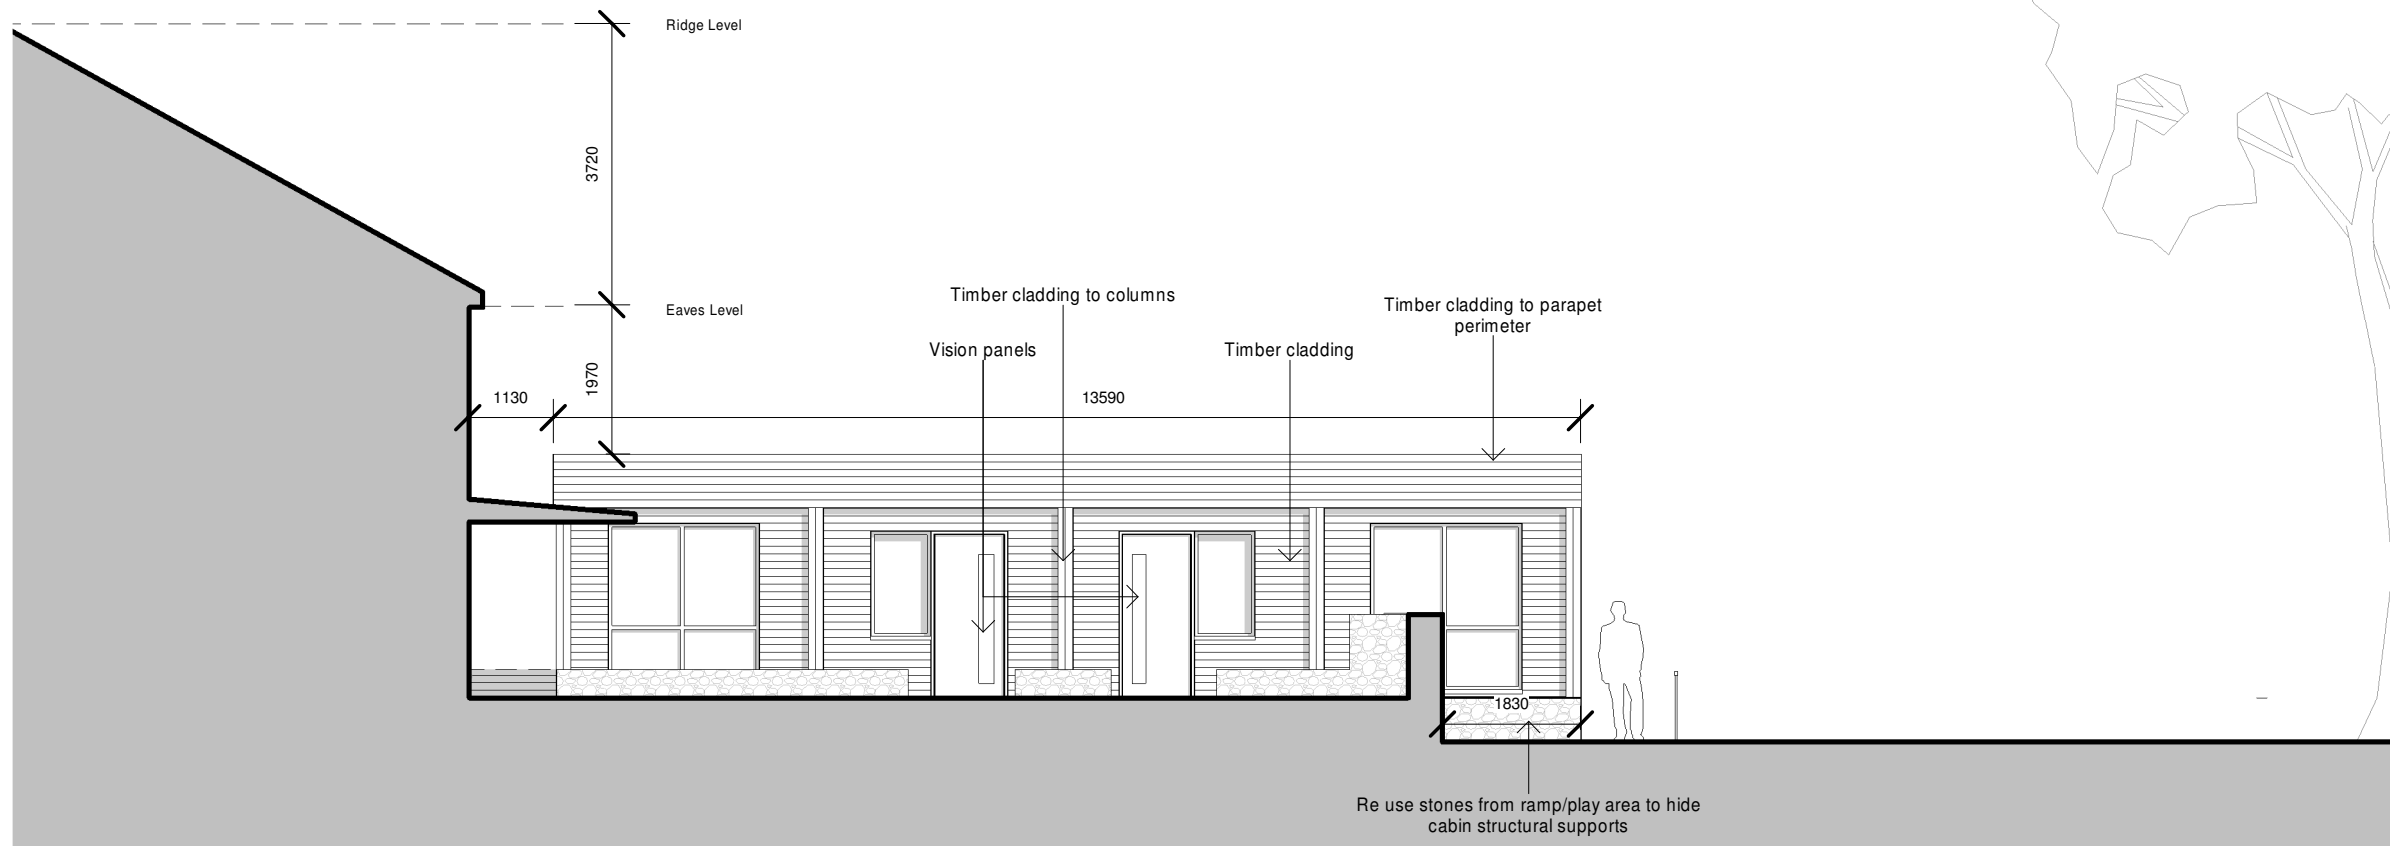 Ridge Level
3720
Eaves Level
Timber cladding to columns
Timber cladding to parapet
perimeter
Vision panels
Timber cladding
1970
1130
13590
1830
Re use stones from ramp/play area to hide
cabin structural supports